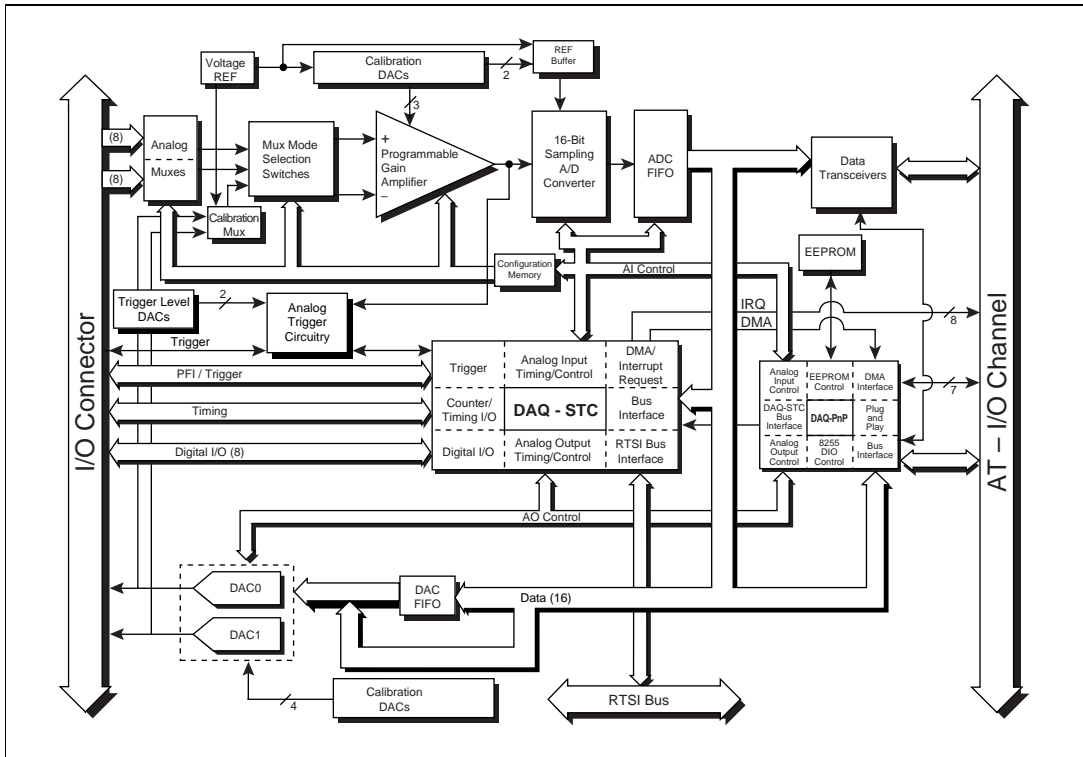 Voltage
REF
Calibration
DACs
2
REF
Buffer
3
(8)
(8)
Analog
Muxes
Mux Mode
Selection
Switches
+
Programmable
Gain
Amplifier
–
16-Bit
Sampling
A/D
Converter
ADC
FIFO
Data
Transceivers
Calibration
Mux
Configuration
Memory
AI Control
EEPROM
Trigger Level
DACs
2
Analog
Trigger
Circuitry
IRQ
DMA
8
Trigger
PFI / Trigger
Timing
Digital I/O (8)
Trigger
Analog Input
Timing/Control
DMA/
Interrupt
Request
Counter/
Timing I/O
DAQ - STC
Bus
Interface
Digital I/O
Analog Output
Timing/Control
RTSI Bus
Interface
Analog
Input
Control
EEPROM
Control
DMA
Interface
DAQ-STC
Bus
Interface
DAQ-PnP
Plug
and
Play
Analog
Output
Control
8255
DIO
Control
Bus
Interface
7
I/O Connector
AT – I/O Channel
AO Control
DAC0
DAC1
DAC
FIFO
Data (16)
4
Calibration
DACs
RTSI Bus